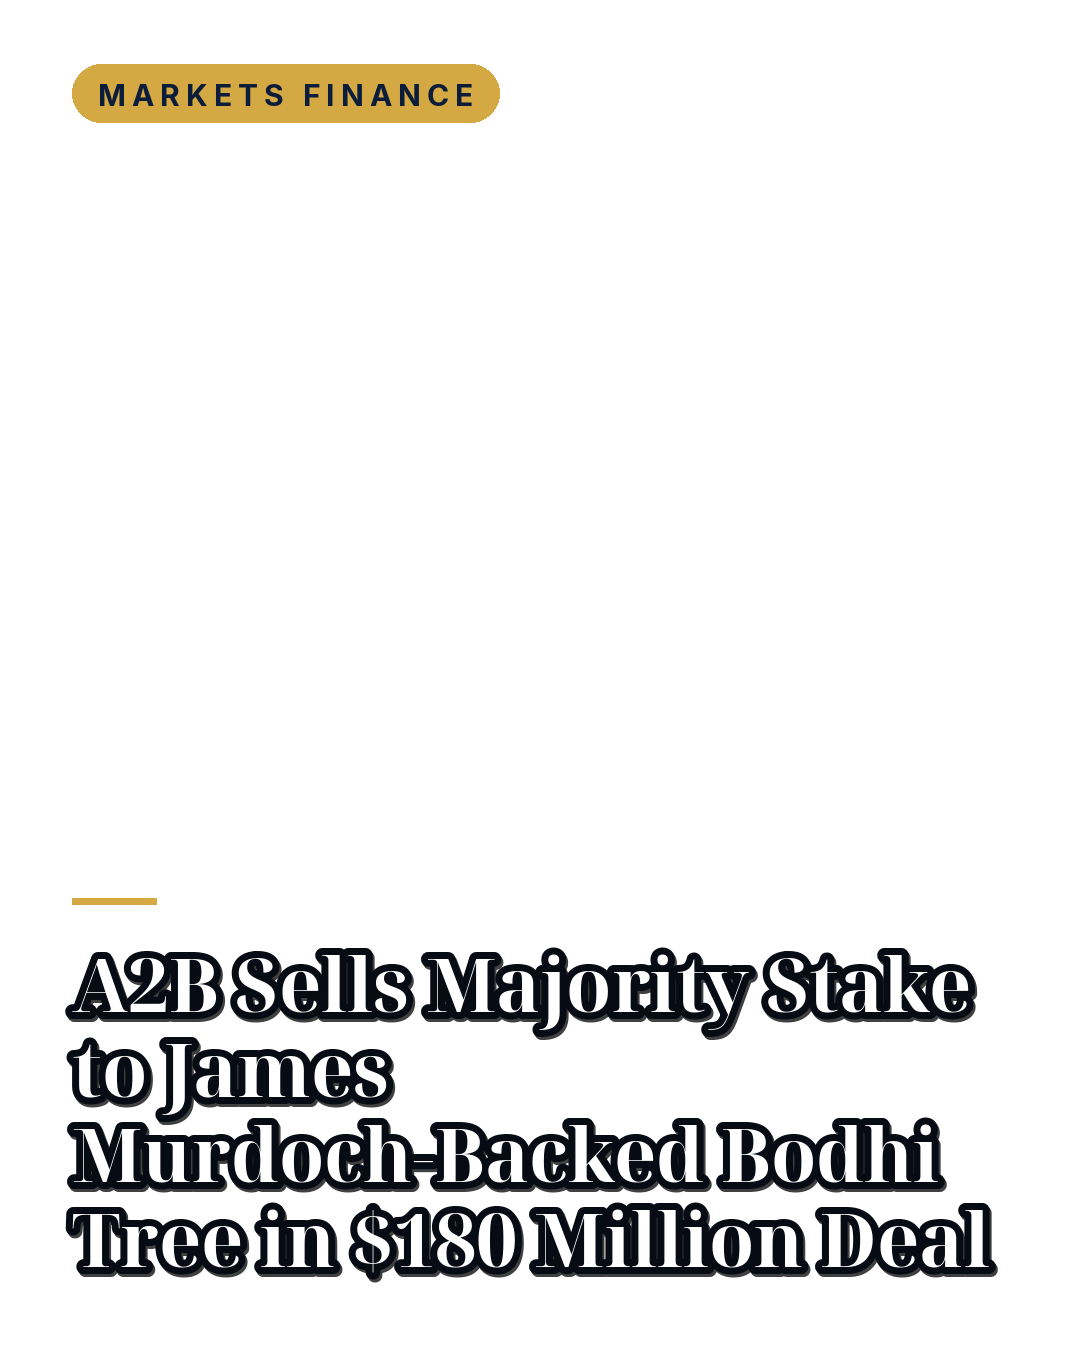 MARKETS FINANCE
A2B Sells Majority Stake
to James
Murdoch-Backed Bodhi
Tree in $180 Million Deal